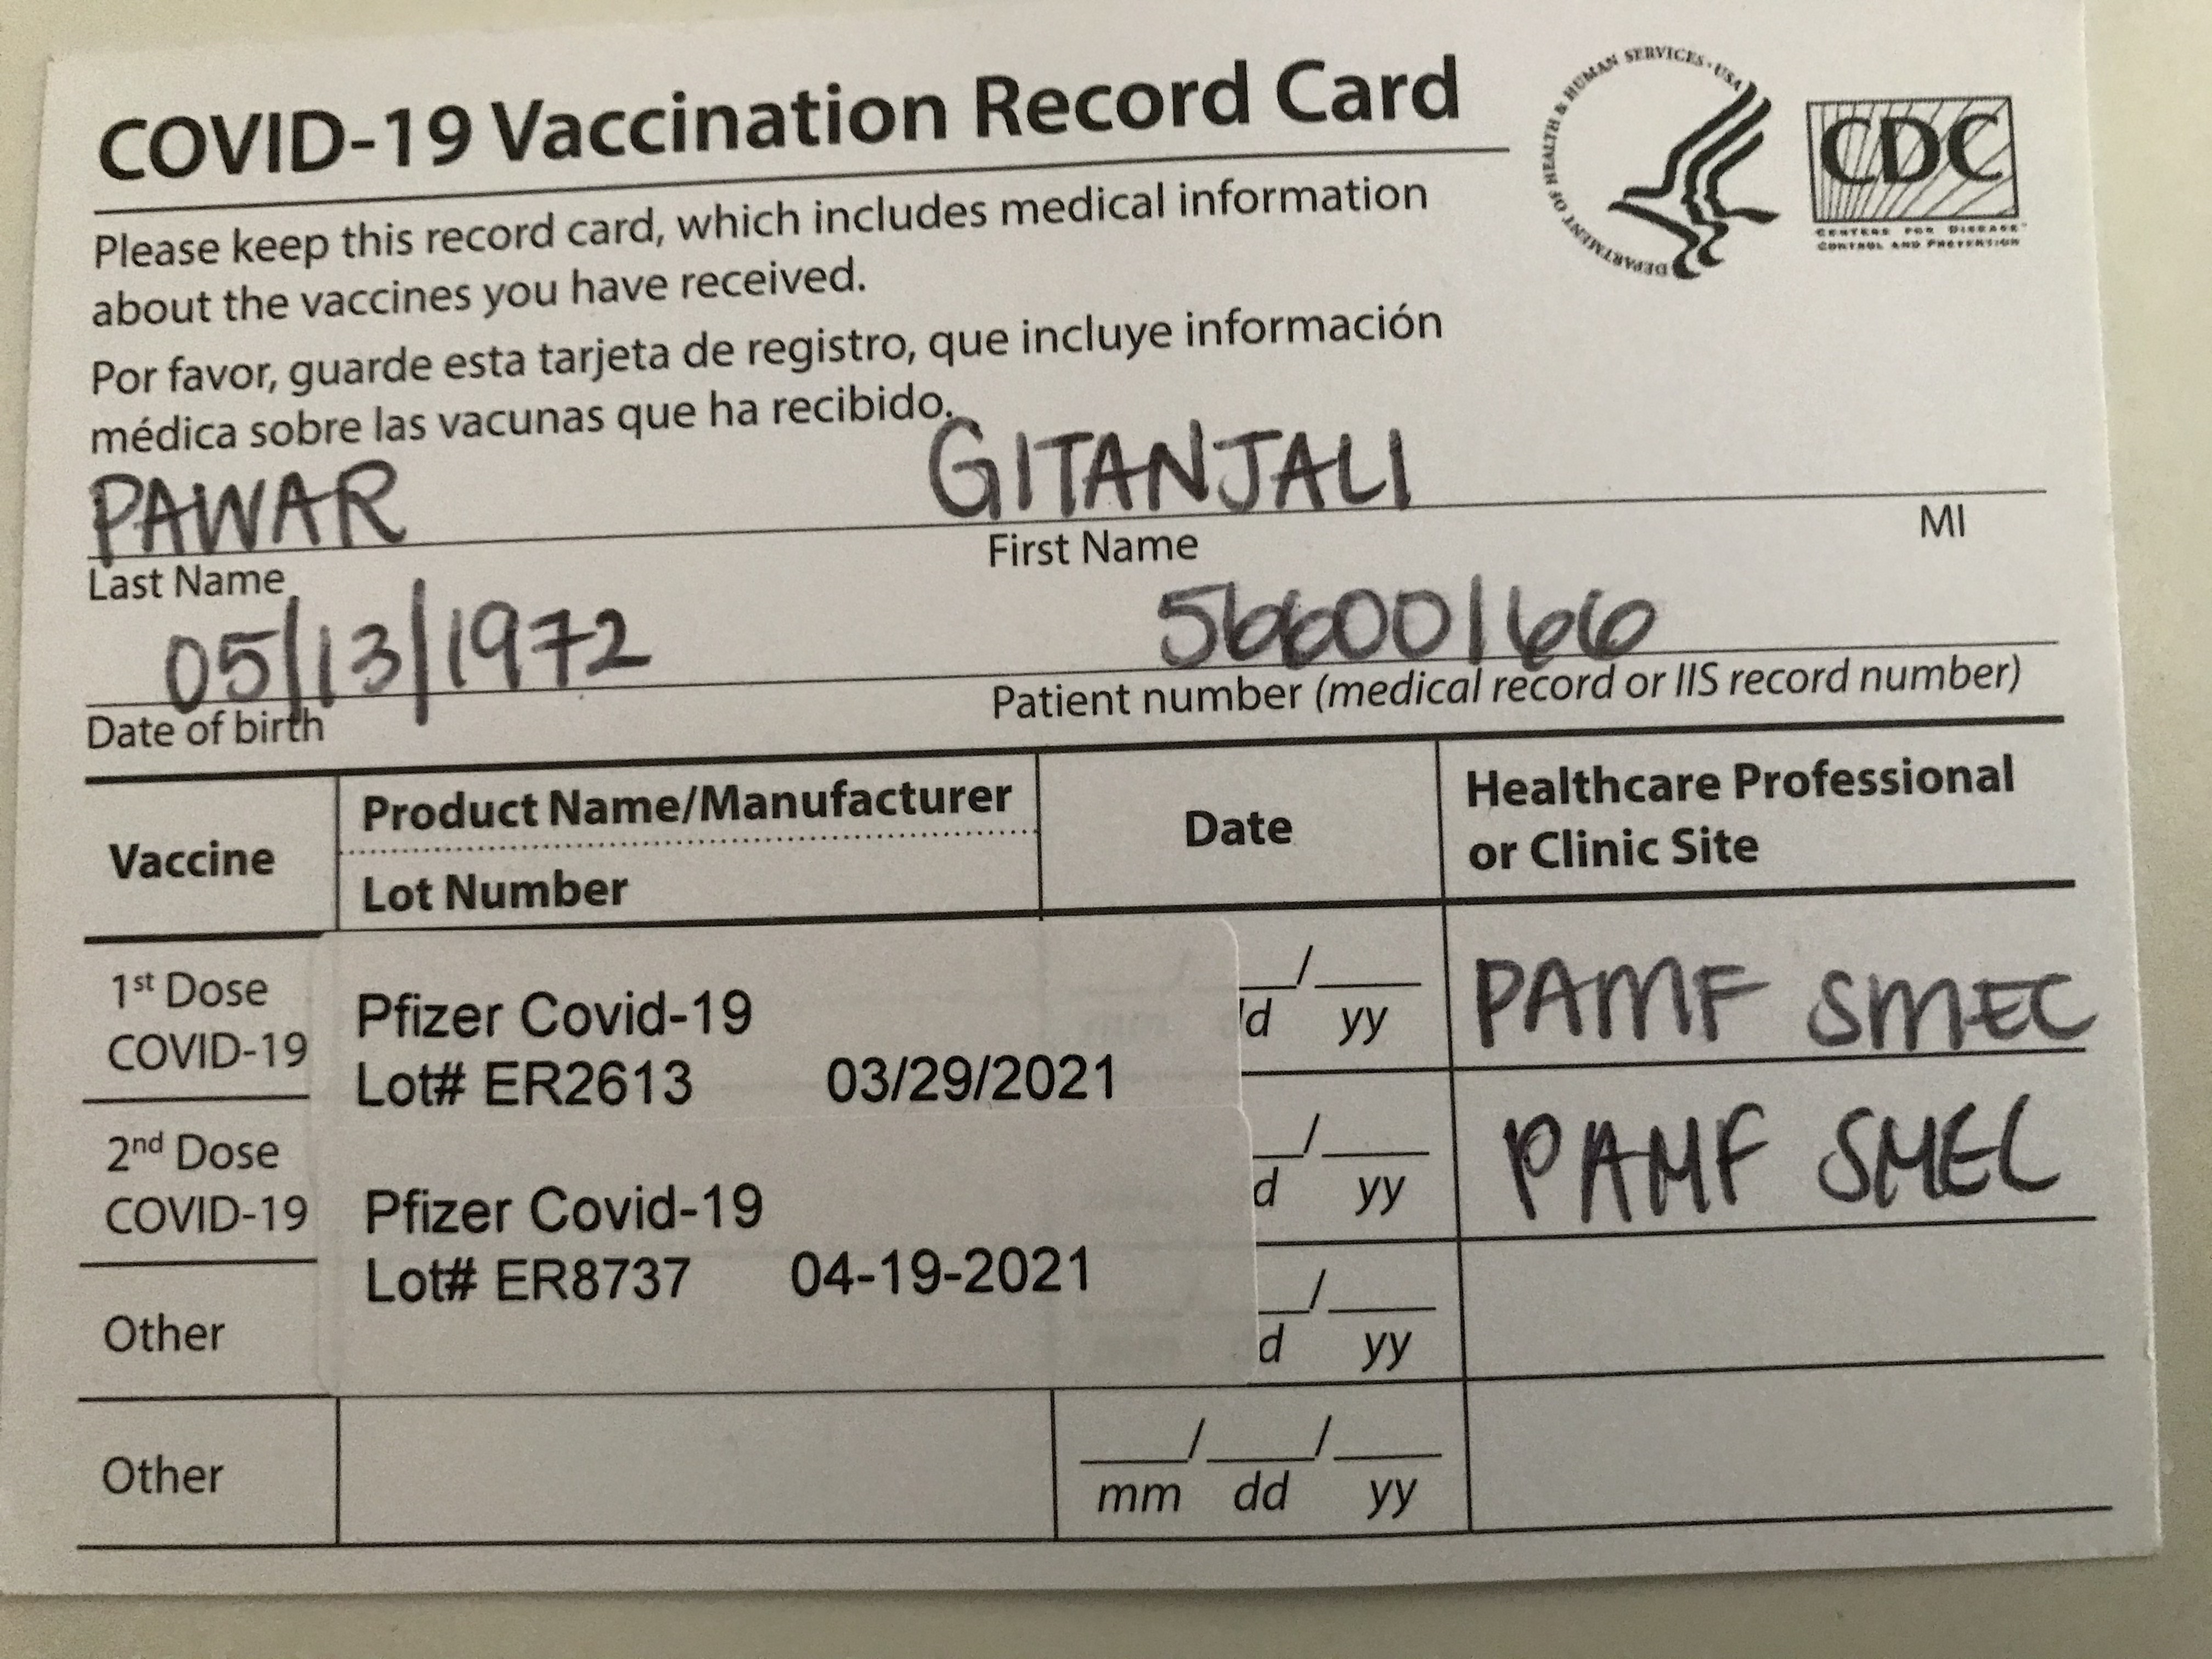 COVID-19 Vaccination Record Card
DEPARTMENT OF HEALTH & HUMAN SERVICES · USA
CDC
CENTERS FOR DISEASE
CONTROL AND PREVENTION
Please keep this record card, which includes medical information
about the vaccines you have received.
Por favor, guarde esta tarjeta de registro, que incluye información
médica sobre las vacunas que ha recibido.
PAWAR GITANJALI
Last Name First Name MI
05/13/1972 56600166
Date of birth Patient number (medical record or IIS record number)
Vaccine Product Name/Manufacturer Date Healthcare Professional
Lot Number or Clinic Site
1st Dose
COVID-19
Pfizer Covid-19
Lot# ER2613 03/29/2021
/
d yy
PAMF SMEC
2nd Dose
COVID-19
Pfizer Covid-19
Lot# ER8737 04-19-2021
/
d yy
PAMF SMEC
Other
/
d yy
Other
/ /
mm dd yy